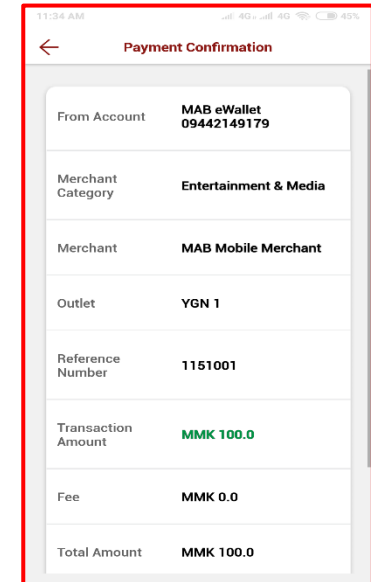 11:34 AM 4G 4G 45%
Payment Confirmation
From Account
MAB eWallet
09442149179
Merchant
Category
Entertainment & Media
Merchant
MAB Mobile Merchant
Outlet
YGN 1
Reference
Number
1151001
Transaction
Amount
MMK 100.0
Fee
MMK 0.0
Total Amount
MMK 100.0